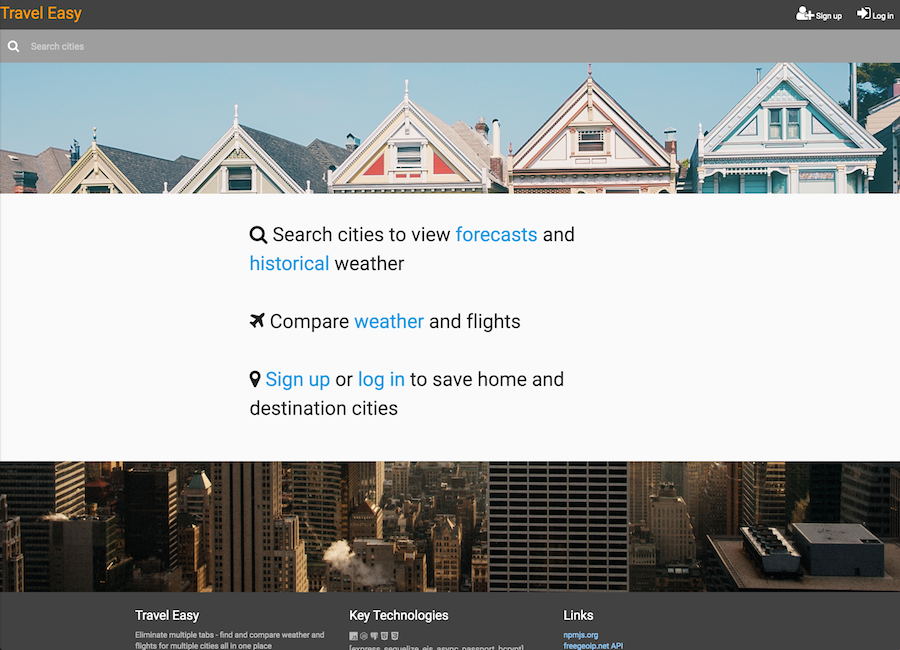 Travel Easy
Sign up
Log in
Search cities
Search cities to view forecasts and
historical weather
Compare weather and flights
Sign up or log in to save home and
destination cities
Travel Easy
Eliminate multiple tabs - find and compare weather and
flights for multiple cities all in one place
Key Technologies
[express, sequelize, ejs, async, passport, bcrypt]
Links
npmjs.org
freegeoip.net API